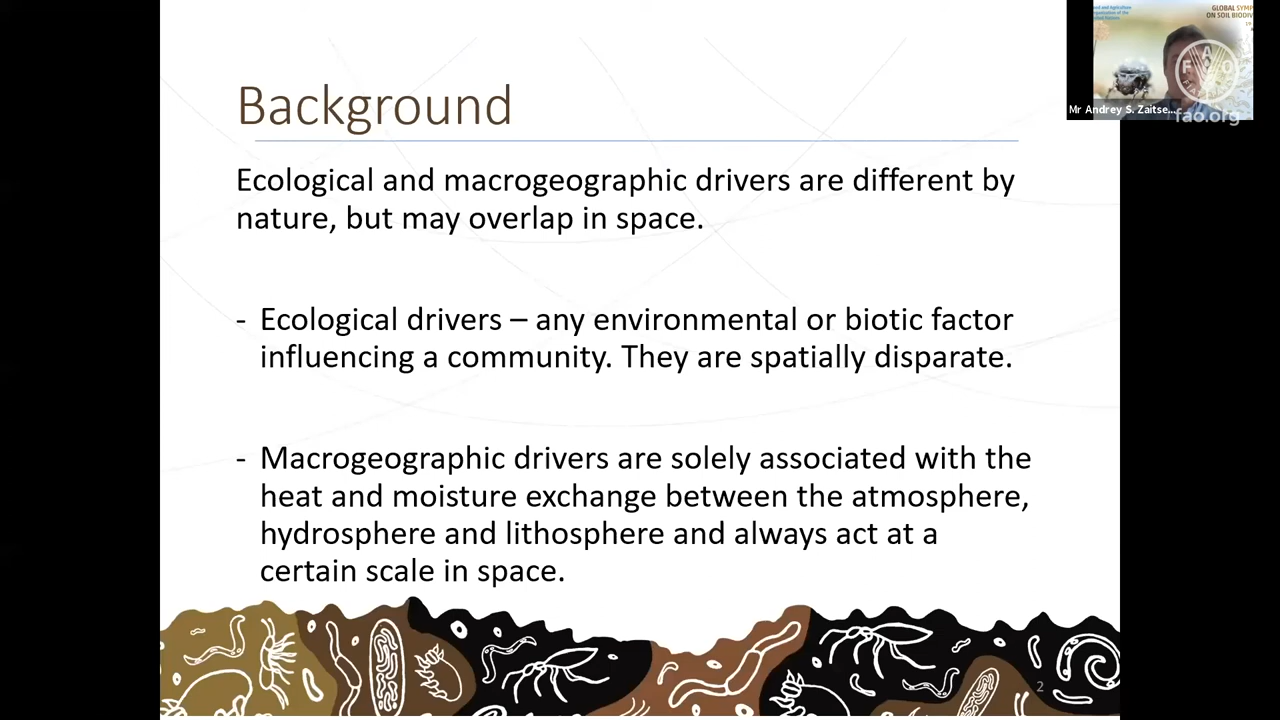 Background
Ecological and macrogeographic drivers are different by
nature, but may overlap in space.
- Ecological drivers – any environmental or biotic factor
influencing a community. They are spatially disparate.
- Macrogeographic drivers are solely associated with the
heat and moisture exchange between the atmosphere,
hydrosphere and lithosphere and always act at a
certain scale in space.
2
GLOBAL SYMP
ON SOIL BIODIV
F A O
Mr Andrey S. Zaitse...
fao.org